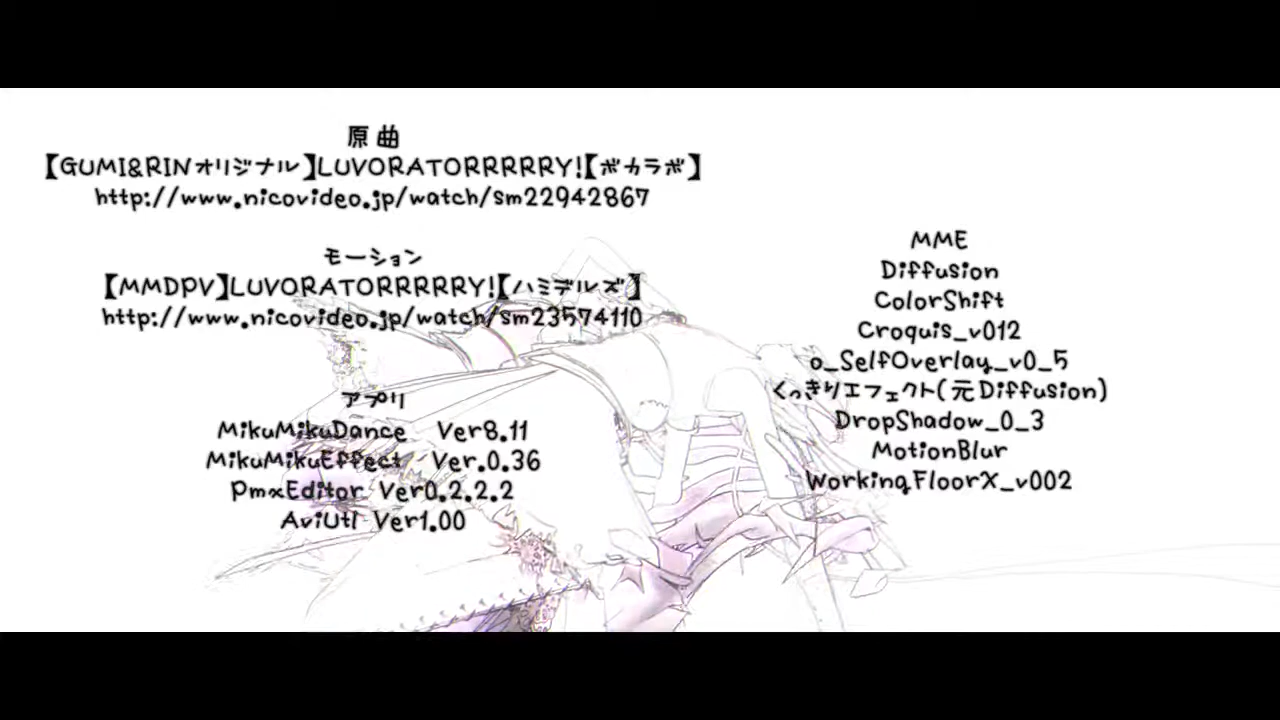 原曲
【GUMI&RINオリジナル】LUVORATORRRRRY!【ボカラボ】
http://www.nicovideo.jp/watch/sm22942867
モーション
【MMDPV】LUVORATORRRRRY!【ハミデルズ】
http://www.nicovideo.jp/watch/sm23574110
アプリ
MikuMikuDance Ver8.11
MikuMikuEffect Ver.0.36
PmxEditor Ver0.2.2.2
AviUtl Ver1.00
MME
Diffusion
ColorShift
Croquis_v012
o_SelfOverlay_v0_5
くっきりエフェクト(元Diffusion)
DropShadow_0_3
MotionBlur
WorkingFloorX_v002